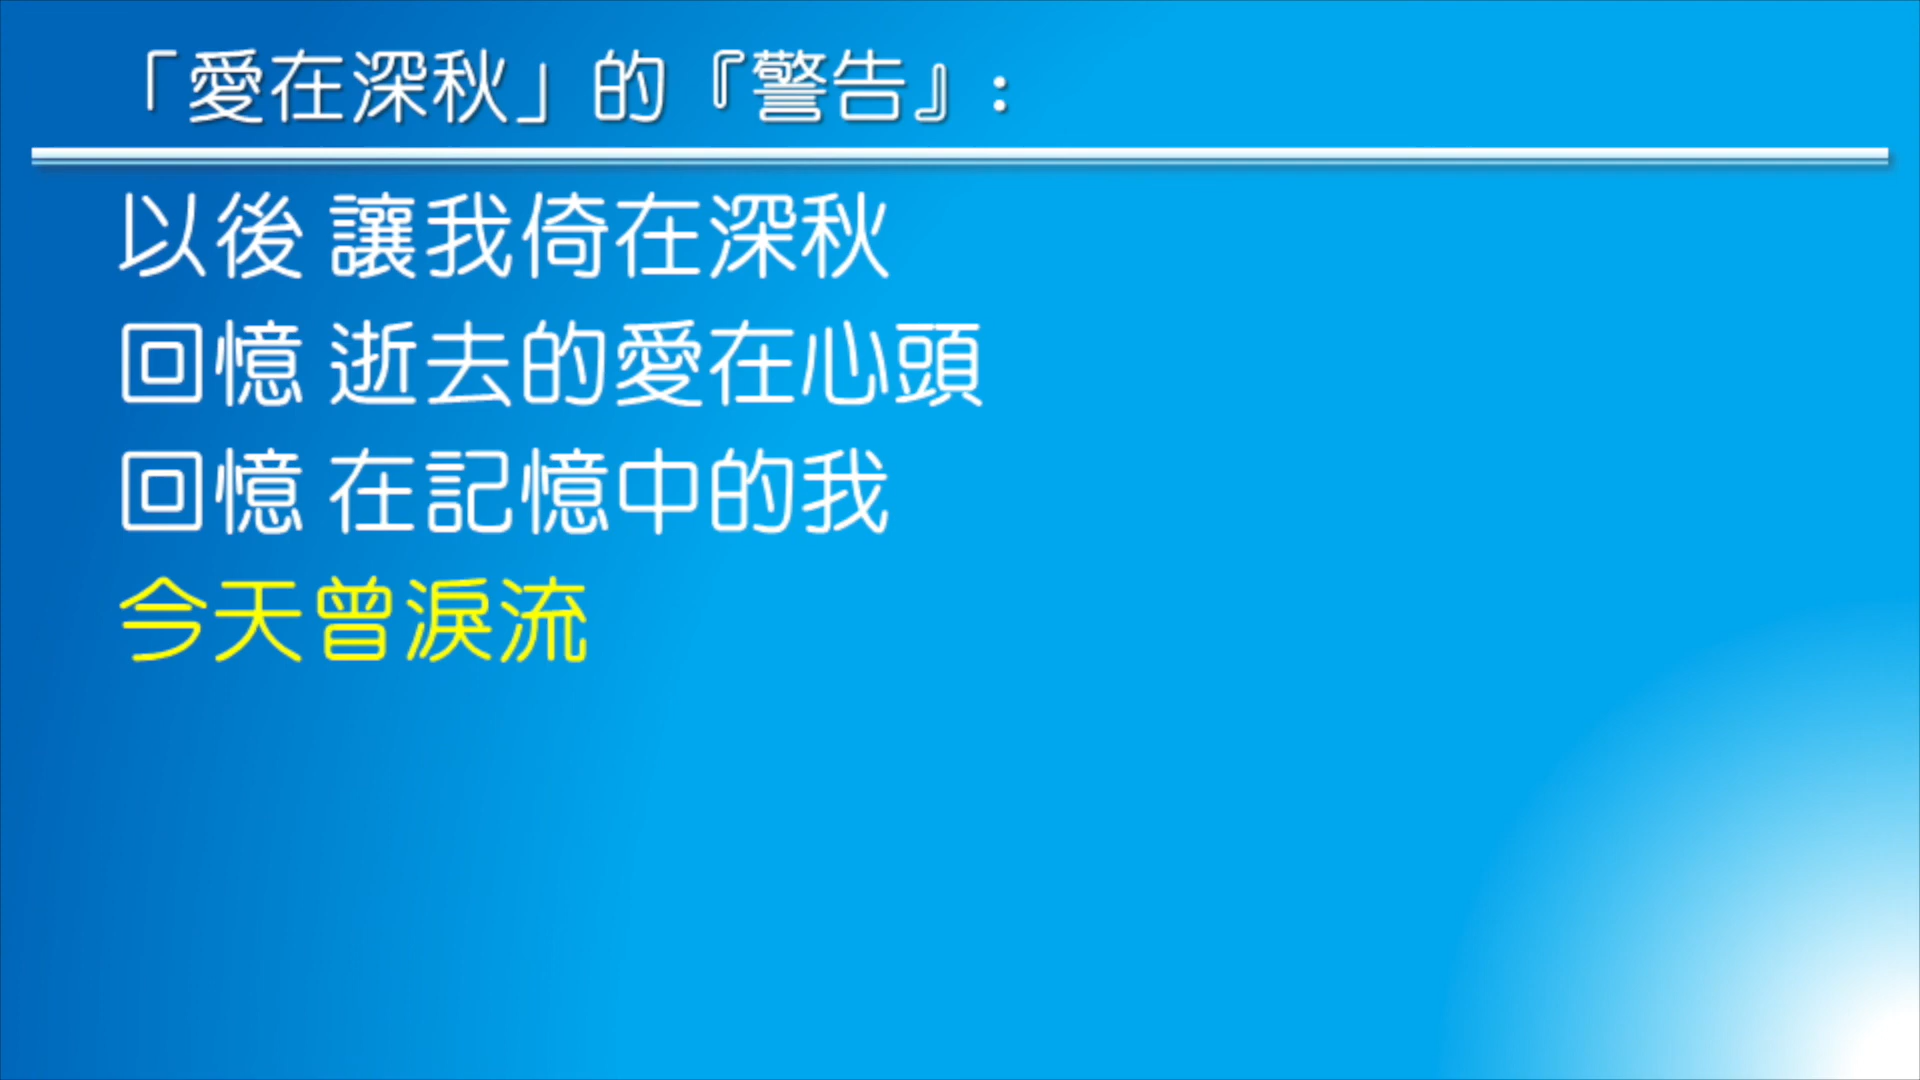 「愛在深秋」的『警告』:
以後 讓我倚在深秋
回憶 逝去的愛在心頭
回憶 在記憶中的我
今天曾淚流